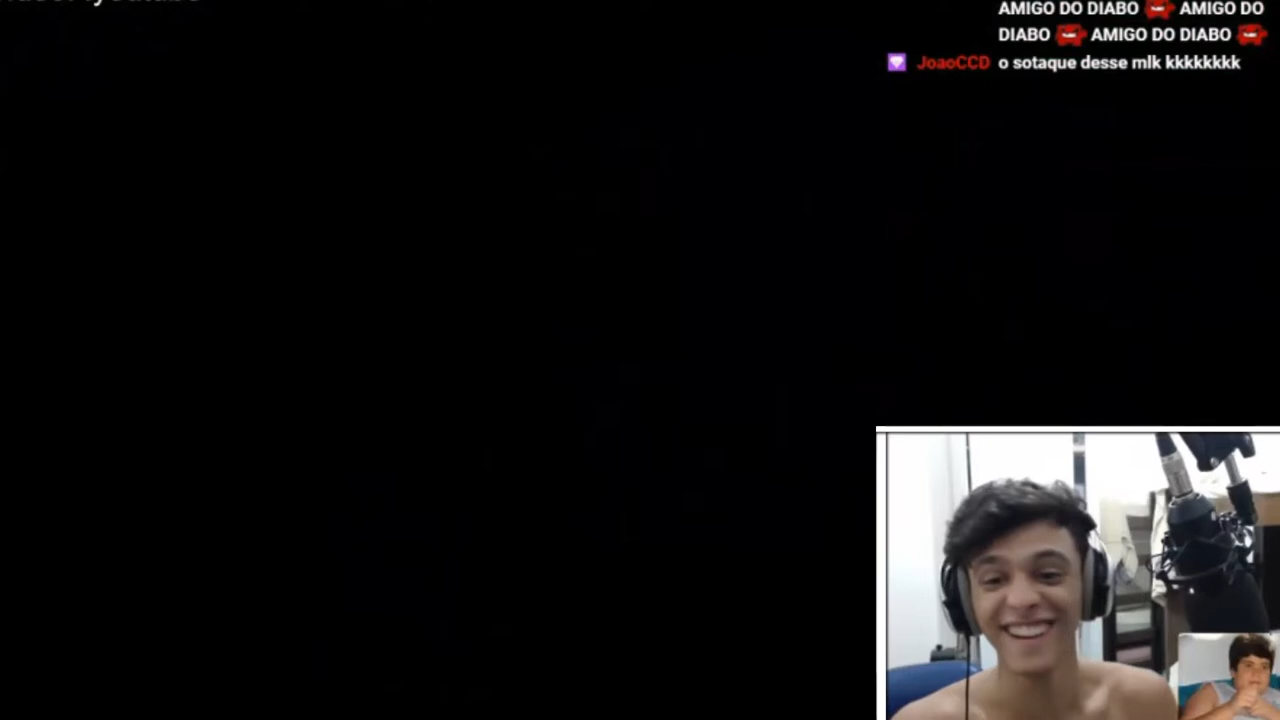 AMIGO DO DIABO AMIGO DO
DIABO AMIGO DO DIABO
JoaoCCD o sotaque desse mlk kkkkkkkk